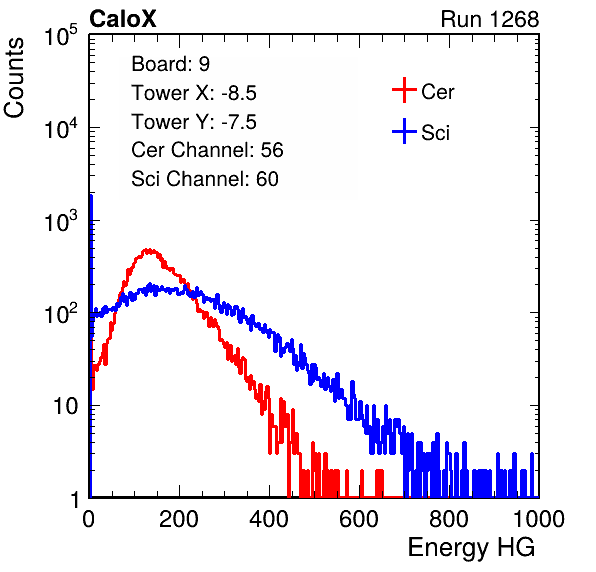 CaloX Run 1268
Counts
Board: 9
Tower X: -8.5
Tower Y: -7.5
Cer Channel: 56
Sci Channel: 60
Cer
Sci
10^5
10^4
10^3
10^2
10
1
0 200 400 600 800 1000
Energy HG